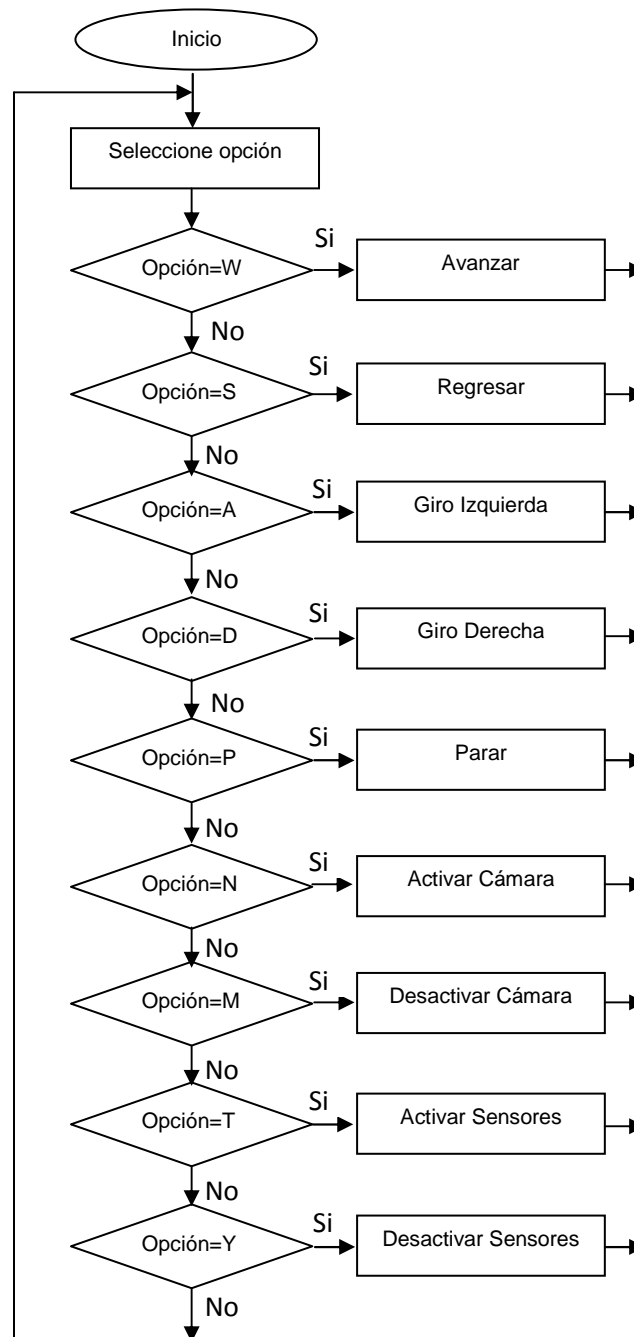 Inicio
Seleccione opción
Opción=W
Si
Avanzar
No
Opción=S
Si
Regresar
No
Opción=A
Si
Giro Izquierda
No
Opción=D
Si
Giro Derecha
No
Opción=P
Si
Parar
No
Opción=N
Si
Activar Cámara
No
Opción=M
Si
Desactivar Cámara
No
Opción=T
Si
Activar Sensores
No
Opción=Y
Si
Desactivar Sensores
No